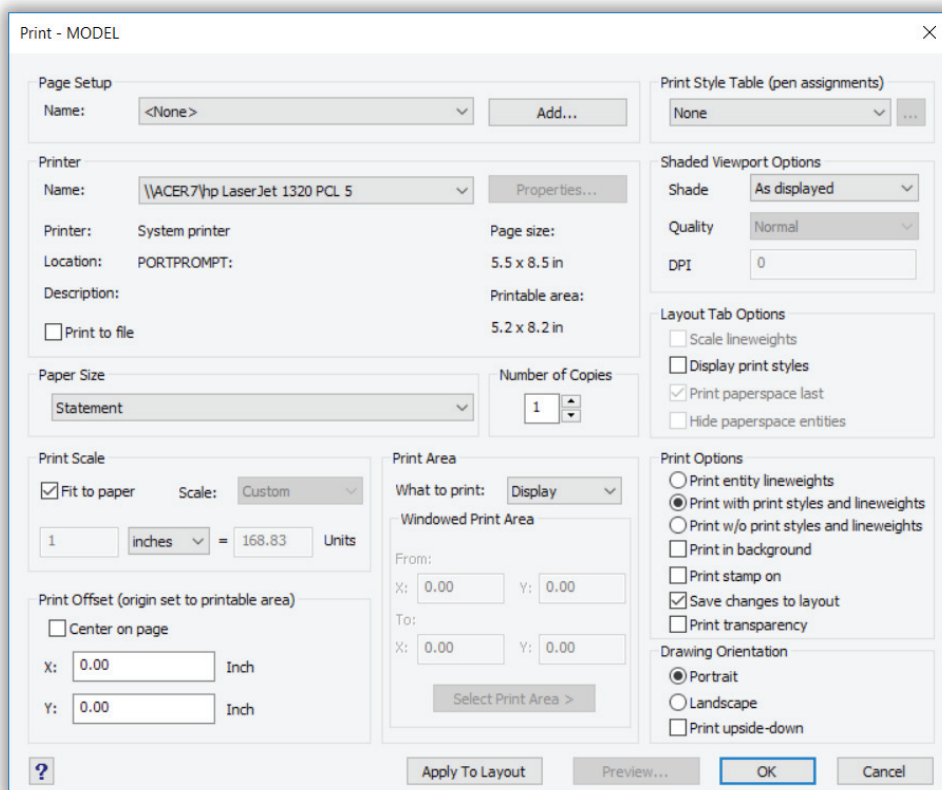 Print - MODEL
Page Setup
Name: <None> Add...
Printer
Name: \\ACER7\hp LaserJet 1320 PCL 5 Properties...
Printer: System printer Page size:
Location: PORTPROMPT: 5.5 x 8.5 in
Description: Printable area:
Print to file 5.2 x 8.2 in
Paper Size
Statement
Number of Copies
1
Print Scale
Fit to paper Scale: Custom
1 inches = 168.83 Units
Print Offset (origin set to printable area)
Center on page
X: 0.00 Inch
Y: 0.00 Inch
Print Area
What to print: Display
Windowed Print Area
From:
X: 0.00 Y: 0.00
To:
X: 0.00 Y: 0.00
Select Print Area >
Print Style Table (pen assignments)
None ...
Shaded Viewport Options
Shade As displayed
Quality Normal
DPI 0
Layout Tab Options
Scale lineweights
Display print styles
Print paperspace last
Hide paperspace entities
Print Options
Print entity lineweights
Print with print styles and lineweights
Print w/o print styles and lineweights
Print in background
Print stamp on
Save changes to layout
Print transparency
Drawing Orientation
Portrait
Landscape
Print upside-down
? Apply To Layout Preview... OK Cancel